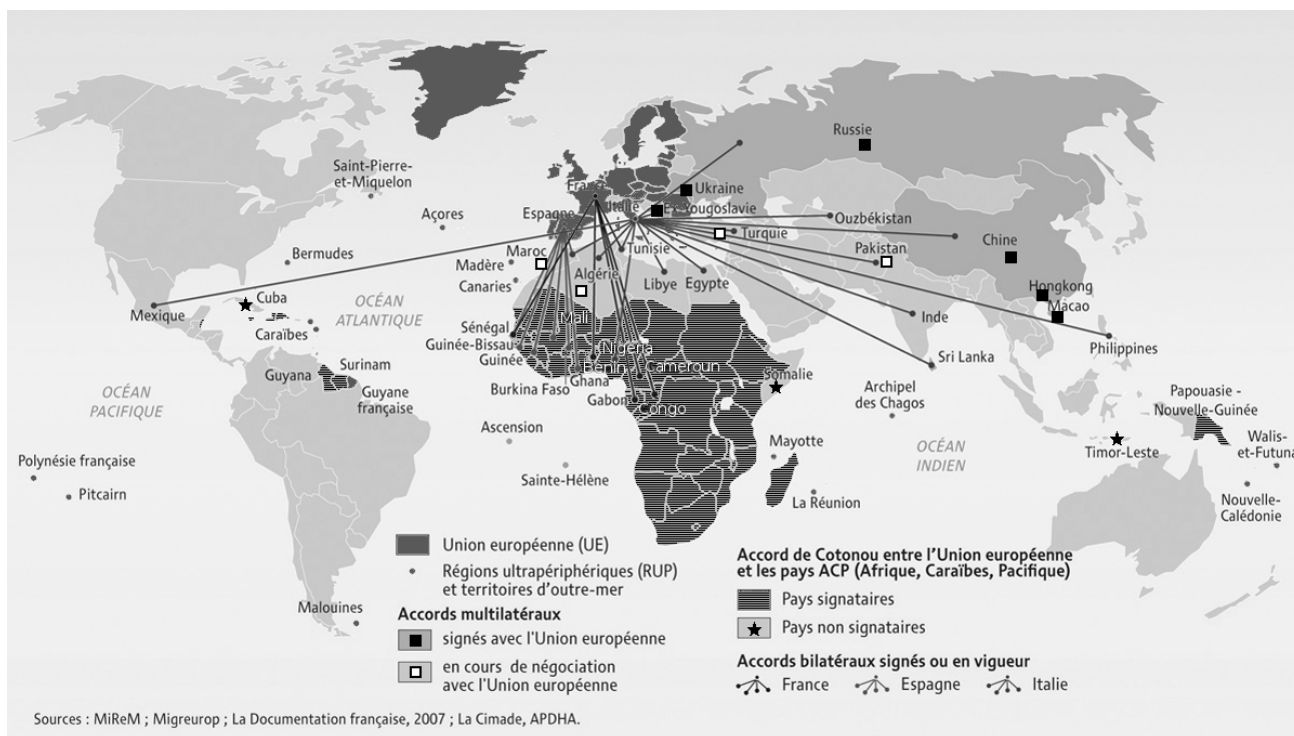 Russie
Saint-Pierre-
et-Miquelon
Ukraine
France
Italie
Ex-Yougoslavie
Açores
Espagne
Ouzbékistan
Turquie
Chine
Bermudes
Maroc
Tunisie
Pakistan
Madère
Algérie
Libye
Egypte
Canaries
Hongkong
Macao
Mexique
Cuba
OCÉAN
ATLANTIQUE
Caraïbes
Mali
Inde
Sénégal
Guinée-Bissau
Guinée
Nigeria
Philippines
Sri Lanka
Surinam
Guyana
Bénin
Cameroun
Ghana
Burkina Faso
Somalie
Guyane
française
Gabon
Congo
Archipel
des Chagos
Papouasie -
Nouvelle-Guinée
OCÉAN
PACIFIQUE
Ascension
Mayotte
OCÉAN
INDIEN
Timor-Leste
Walis-
et-Futuna
Polynésie française
Pitcairn
Sainte-Hélène
La Réunion
Nouvelle-
Calédonie
Malouines
Union européenne (UE)
Régions ultrapériphériques (RUP)
et territoires d'outre-mer
Accords multilatéraux
signés avec l'Union européenne
en cours de négociation
avec l'Union européenne
Accord de Cotonou entre l'Union européenne
et les pays ACP (Afrique, Caraïbes, Pacifique)
Pays signataires
Pays non signataires
Accords bilatéraux signés ou en vigueur
France
Espagne
Italie
Sources : MiReM ; Migreurop ; La Documentation française, 2007 ; La Cimade, APDHA.